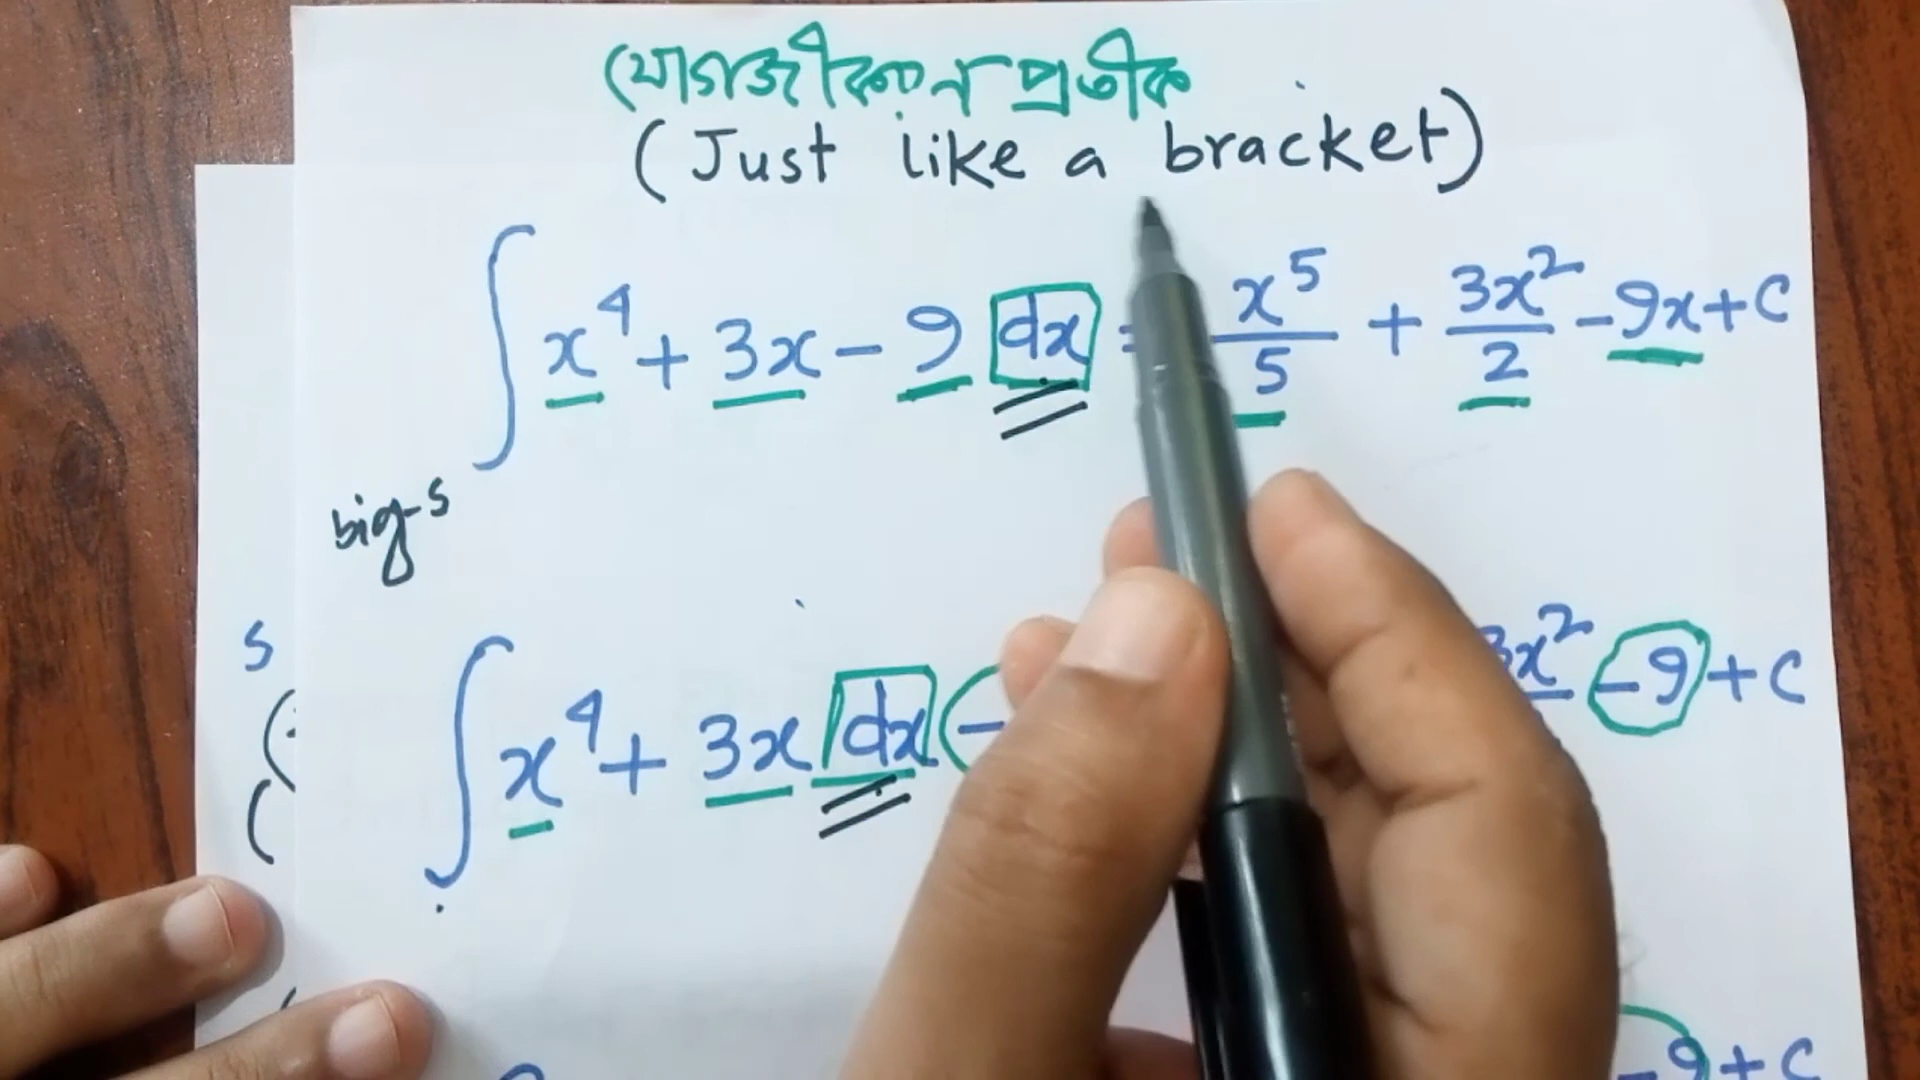 যোগজীকরণ প্রতীক
(Just like a bracket)
∫ x⁴ + 3x − 9 dx = x⁵/5 + 3x²/2 − 9x + c
big-s
s
∫ x⁴ + 3x dx − 3x² − 9 + c
− 9 + c